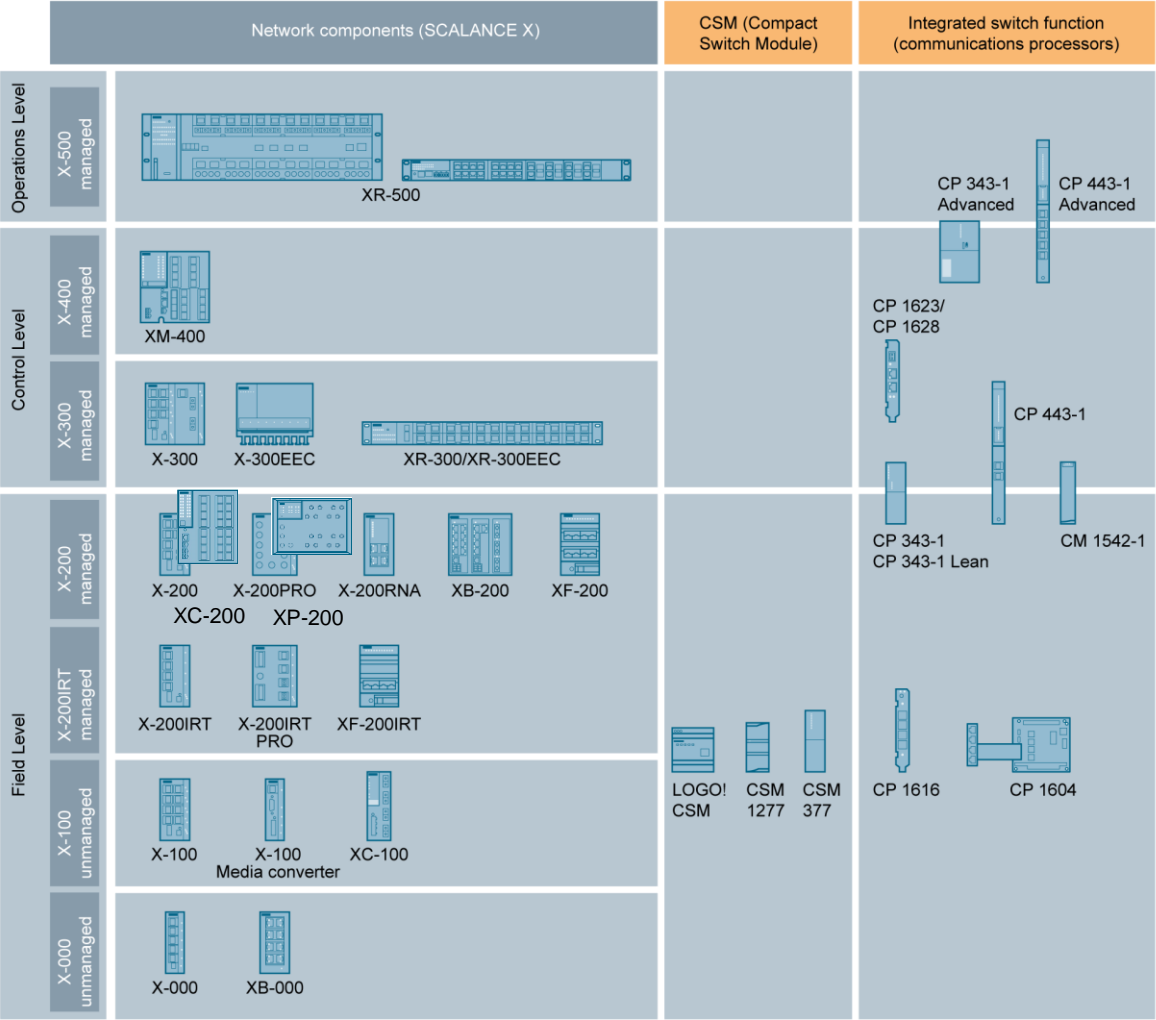 Network components (SCALANCE X)
CSM (Compact
Switch Module)
Integrated switch function
(communications processors)
Operations Level
X-500
managed
XR-500
CP 343-1
Advanced
CP 443-1
Advanced
Control Level
X-400
managed
XM-400
CP 1623/
CP 1628
X-300
managed
X-300
X-300EEC
XR-300/XR-300EEC
CP 443-1
Field Level
X-200
managed
X-200
X-200PRO
X-200RNA
XB-200
XF-200
XC-200
XP-200
CP 343-1
CP 343-1 Lean
CM 1542-1
X-200IRT
managed
X-200IRT
X-200IRT
PRO
XF-200IRT
LOGO!
CSM
CSM
1277
CSM
377
CP 1616
CP 1604
X-100
unmanaged
X-100
X-100
Media converter
XC-100
X-000
unmanaged
X-000
XB-000